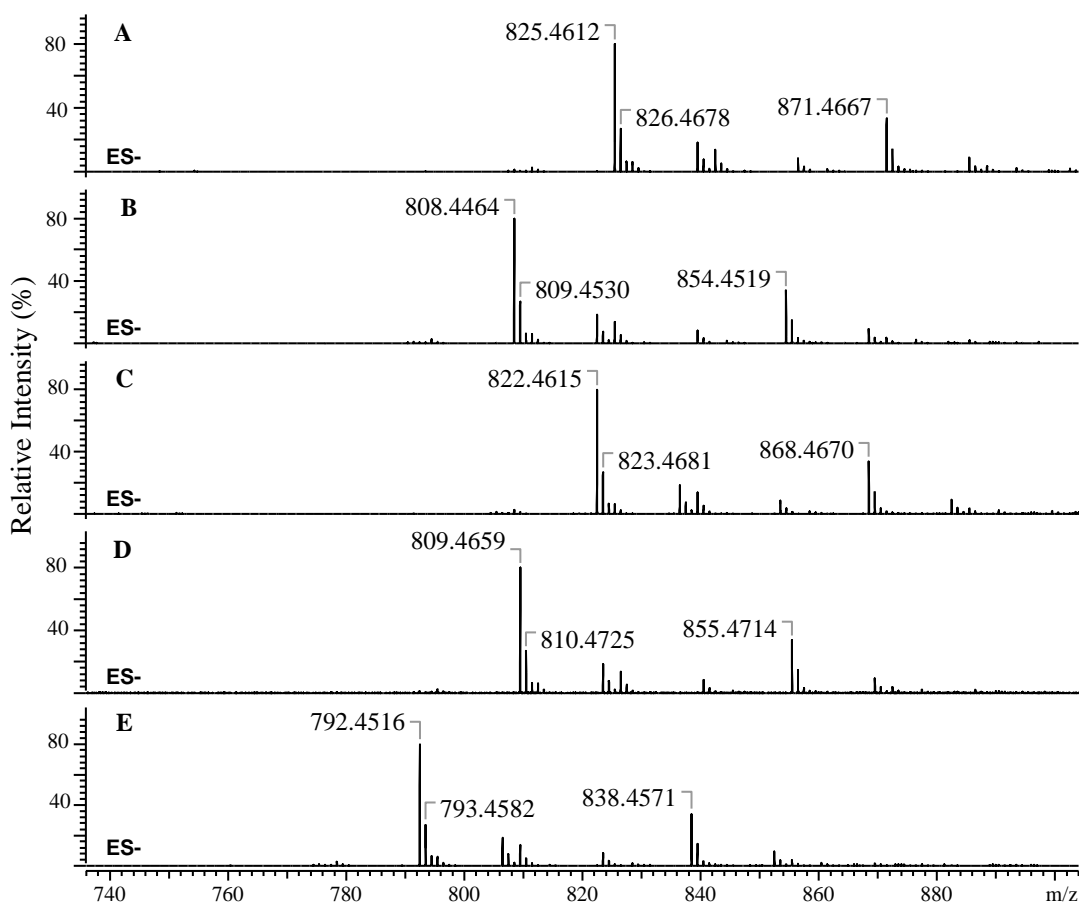 A
825.4612
80
826.4678
871.4667
40
ES-
B
808.4464
80
809.4530
854.4519
40
ES-
C
822.4615
80
823.4681
868.4670
40
ES-
D
809.4659
80
810.4725
855.4714
40
ES-
E
792.4516
80
793.4582
838.4571
40
ES-
Relative Intensity (%)
740 760 780 800 820 840 860 880 m/z